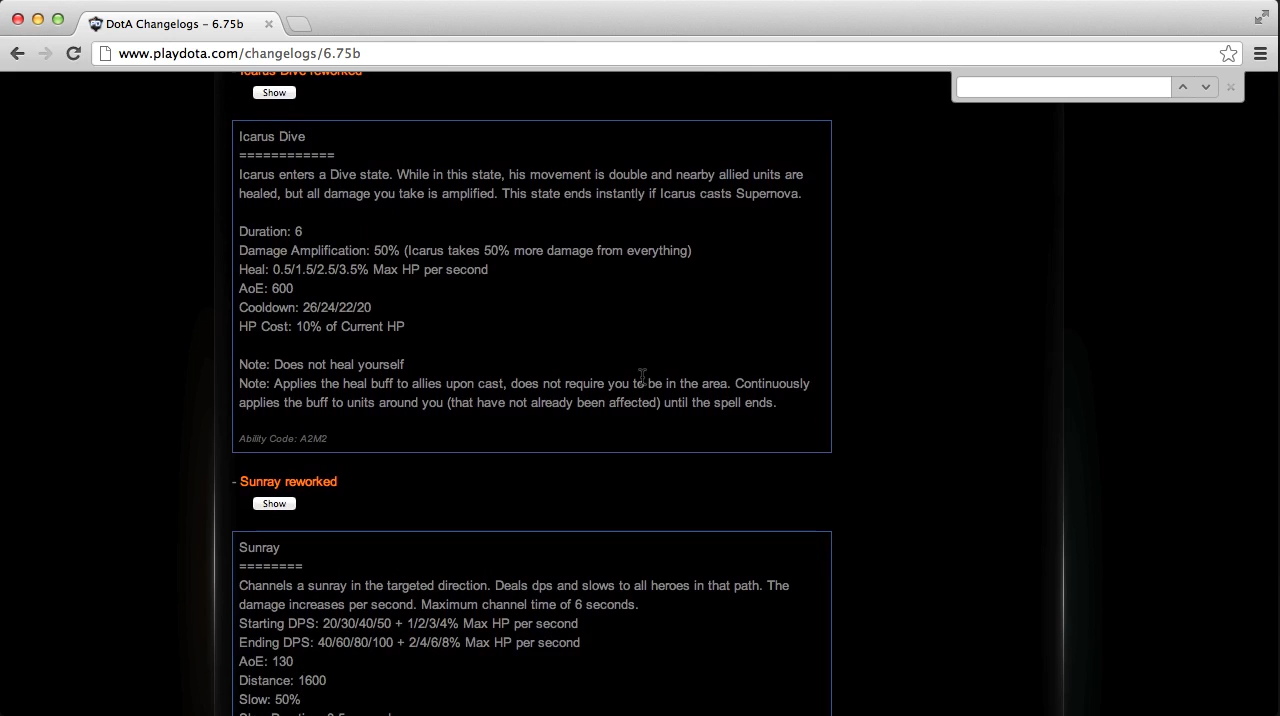 DotA Changelogs – 6.75b
www.playdota.com/changelogs/6.75b
- Icarus Dive reworked
Show
Icarus Dive
============
Icarus enters a Dive state. While in this state, his movement is double and nearby allied units are
healed, but all damage you take is amplified. This state ends instantly if Icarus casts Supernova.
Duration: 6
Damage Amplification: 50% (Icarus takes 50% more damage from everything)
Heal: 0.5/1.5/2.5/3.5% Max HP per second
AoE: 600
Cooldown: 26/24/22/20
HP Cost: 10% of Current HP
Note: Does not heal yourself
Note: Applies the heal buff to allies upon cast, does not require you to be in the area. Continuously
applies the buff to units around you (that have not already been affected) until the spell ends.
Ability Code: A2M2
- Sunray reworked
Show
Sunray
========
Channels a sunray in the targeted direction. Deals dps and slows to all heroes in that path. The
damage increases per second. Maximum channel time of 6 seconds.
Starting DPS: 20/30/40/50 + 1/2/3/4% Max HP per second
Ending DPS: 40/60/80/100 + 2/4/6/8% Max HP per second
AoE: 130
Distance: 1600
Slow: 50%